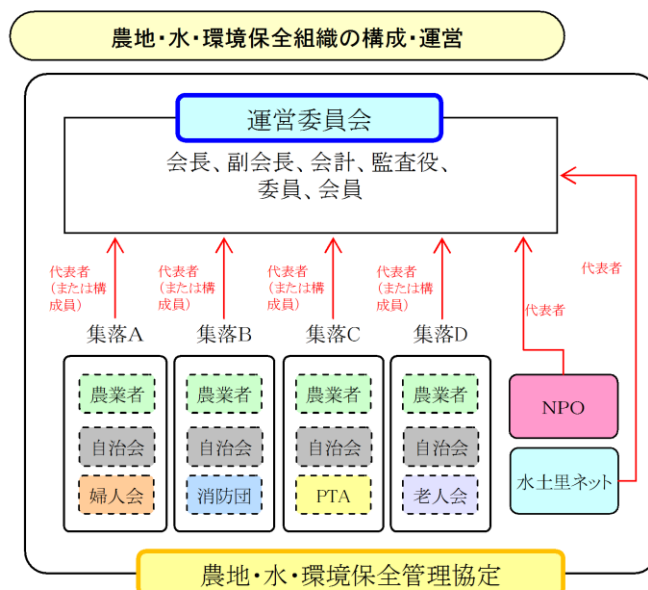 農地・水・環境保全組織の構成・運営
運営委員会
会長、副会長、会計、監査役、
委員、会員
代表者
(または構
成員)
代表者
(または構
成員)
代表者
(または構
成員)
代表者
(または構
成員)
代表者
代表者
集落A
集落B
集落C
集落D
農業者
自治会
婦人会
農業者
自治会
消防団
農業者
自治会
PTA
農業者
自治会
老人会
NPO
水土里ネット
農地・水・環境保全管理協定